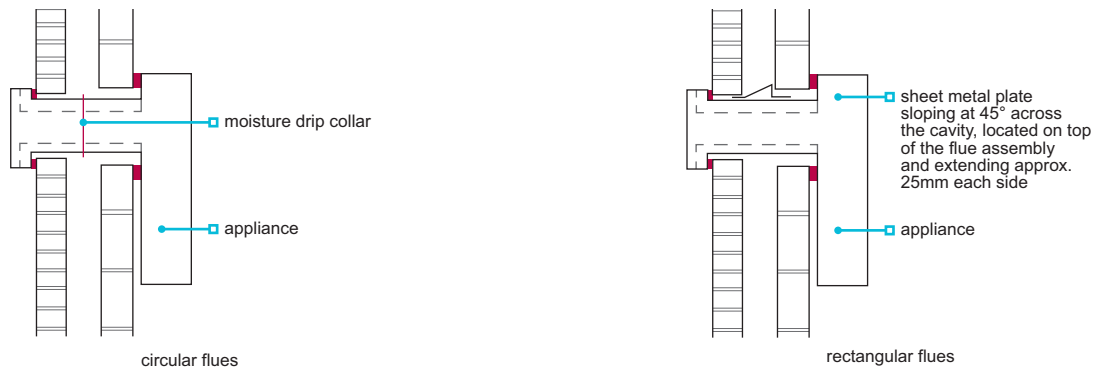 moisture drip collar
appliance
circular flues
sheet metal plate
sloping at 45° across
the cavity, located on top
of the flue assembly
and extending approx.
25mm each side
appliance
rectangular flues